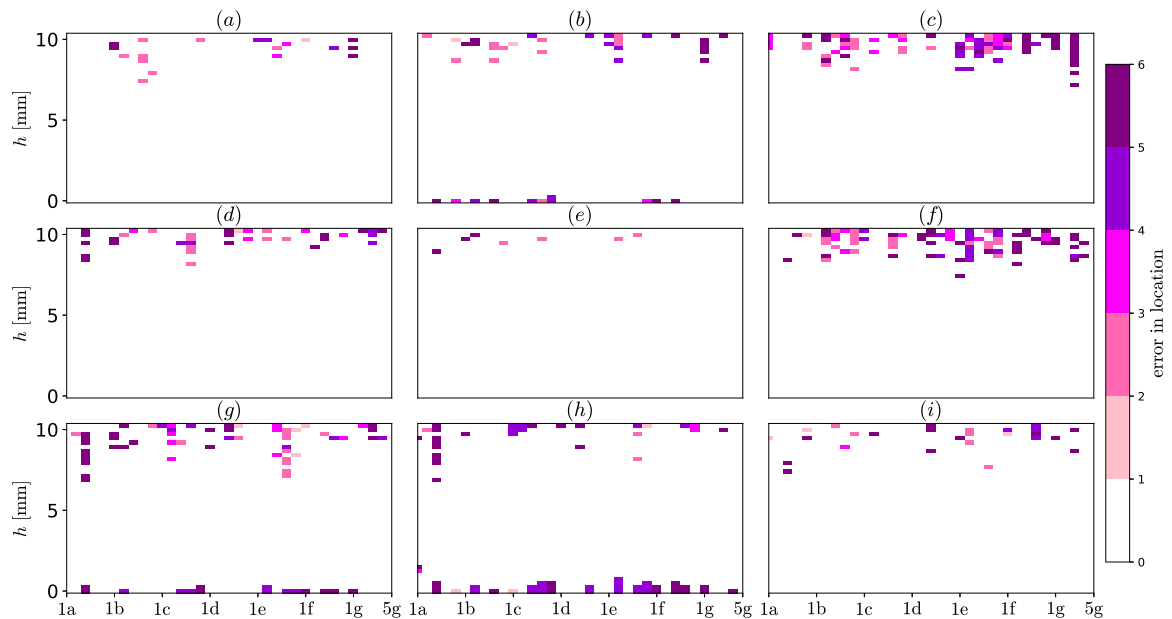 (a) (b) (c)
10
5
0
h [mm]
(d) (e) (f)
10
5
0
h [mm]
(g) (h) (i)
10
5
0
h [mm]
1a 1b 1c 1d 1e 1f 1g 5g
1a 1b 1c 1d 1e 1f 1g 5g
1a 1b 1c 1d 1e 1f 1g 5g
6
5
4
3
2
1
0
error in location